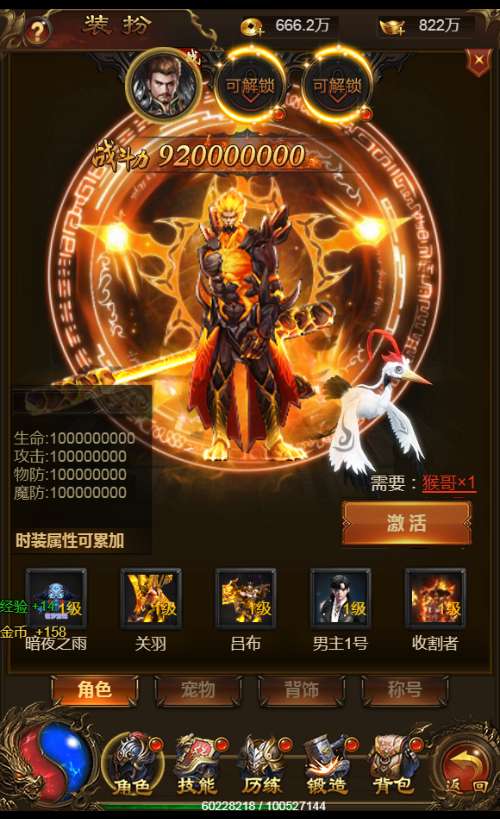 装扮
666.2万
822万
战
可解锁
可解锁
战斗力 920000000
生命:1000000000
攻击:100000000
物防:100000000
魔防:100000000
时装属性可累加
需要：猴哥×1
激活
经验 +14
金币 +158
1级
1级
1级
1级
1级
暗夜之雨
关羽
吕布
男主1号
收割者
角色
宠物
背饰
称号
角色
技能
历练
锻造
背包
返回
60228218 / 100527144